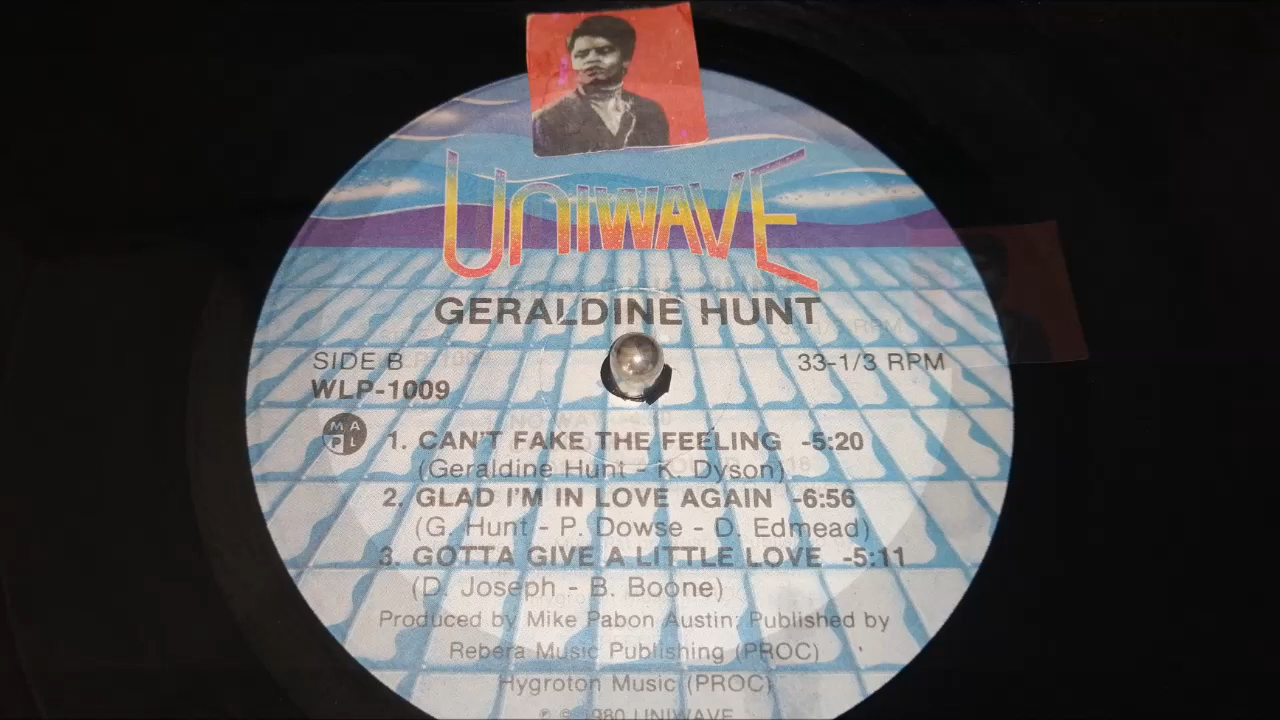 UNIWAVE
GERALDINE HUNT
SIDE B
33-1/3 RPM
WLP-1009
M A P L
1. CAN'T FAKE THE FEELING -5:20
(Geraldine Hunt - K. Dyson)
2. GLAD I'M IN LOVE AGAIN -6:56
(G. Hunt - P. Dowse - D. Edmead)
3. GOTTA GIVE A LITTLE LOVE -5:11
(D. Joseph - B. Boone)
Produced by Mike Pabon Austin: Published by
Rebera Music Publishing (PROC)
Hygroton Music (PROC)
℗ © 1980 UNIWAVE